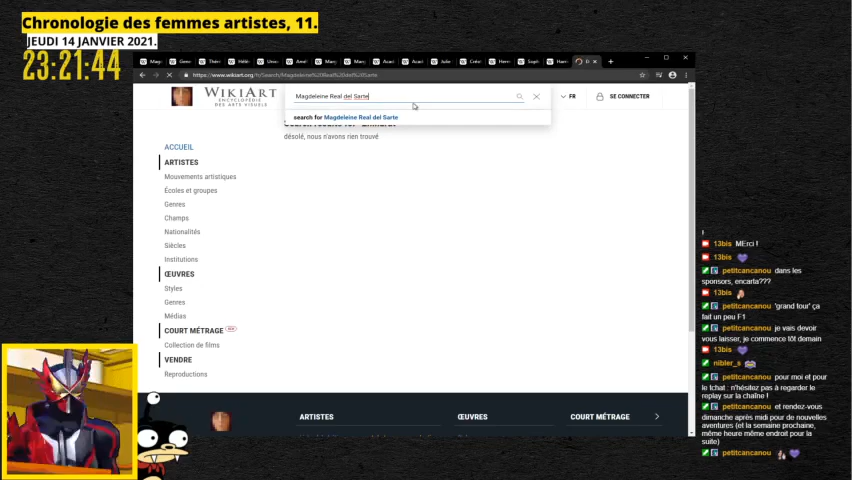 Chronologie des femmes artistes, 11.
JEUDI 14 JANVIER 2021.
23:21:44
https://www.wikiart.org/fr/Search/Magdeleine%20Real%20del%20Sarte
WIKIART
ENCYCLOPÉDIE
DES ARTS VISUELS
Magdeleine Real del Sarte
FR
SE CONNECTER
search for Magdeleine Real del Sarte
désolé, nous n'avons rien trouvé
ACCUEIL
ARTISTES
Mouvements artistiques
Écoles et groupes
Genres
Champs
Nationalités
Siècles
Institutions
ŒUVRES
Styles
Genres
Médias
COURT MÉTRAGE
Collection de films
VENDRE
Reproductions
ARTISTES
ŒUVRES
COURT MÉTRAGE
!
13bis MErci !
13bis
petitcancanou dans les
sponsors, encarta???
13bis
petitcancanou 'grand tour' ça
fait un peu F1
petitcancanou je vais devoir
vous laisser, je commence tôt demain
13bis
nibler_s
petitcancanou pour moi et pour
le tchat : n'hésitez pas à regarder le
replay sur la chaîne !
petitcancanou et rendez-vous
dimanche après midi pour de nouvelles
aventures (et la semaine prochaine,
même heure même endroit pour la
suite)
petitcancanou